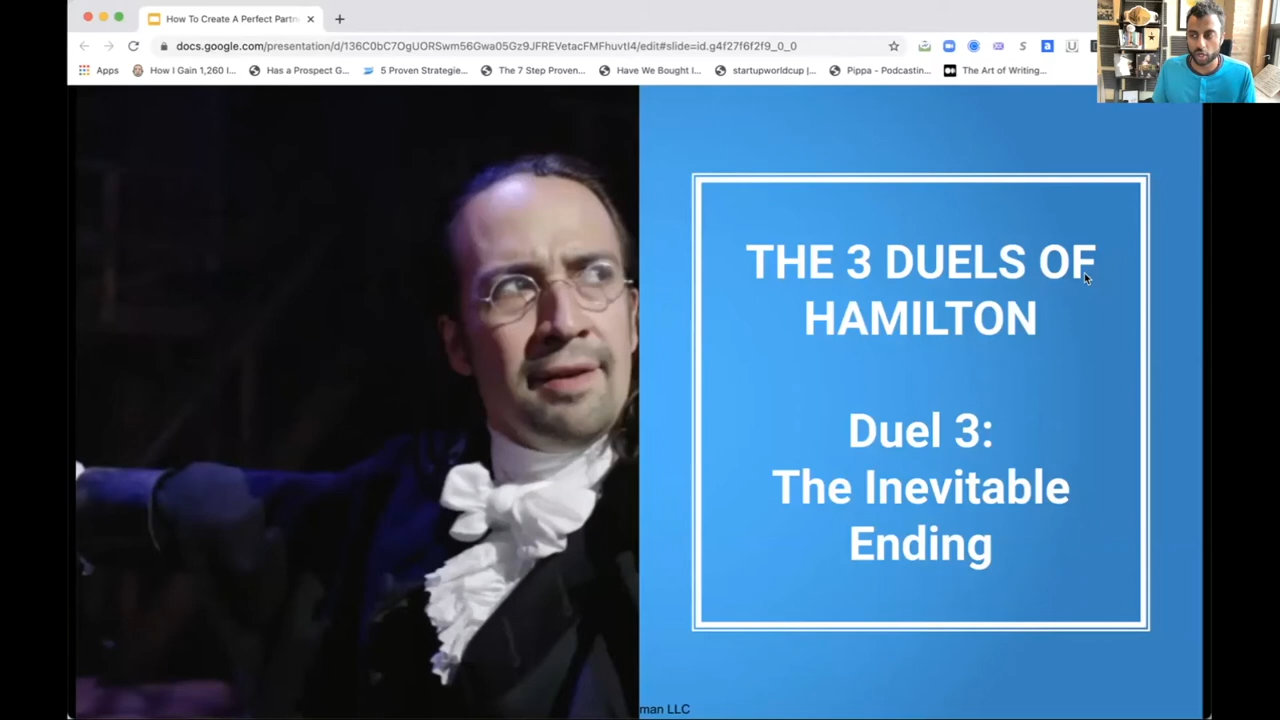 How To Create A Perfect Partn
docs.google.com/presentation/d/136C0bC7OgU0RSwm56Gwa05Gz9JFREVetacFMFhuvtI4/edit#slide=id.g4f27f6f2f9_0_0
Apps
How I Gain 1,260 I...
Has a Prospect G...
5 Proven Strategie...
The 7 Step Proven...
Have We Bought I...
startupworldcup |...
Pippa - Podcastin...
The Art of Writing...
THE 3 DUELS OF
HAMILTON
Duel 3:
The Inevitable
Ending
man LLC